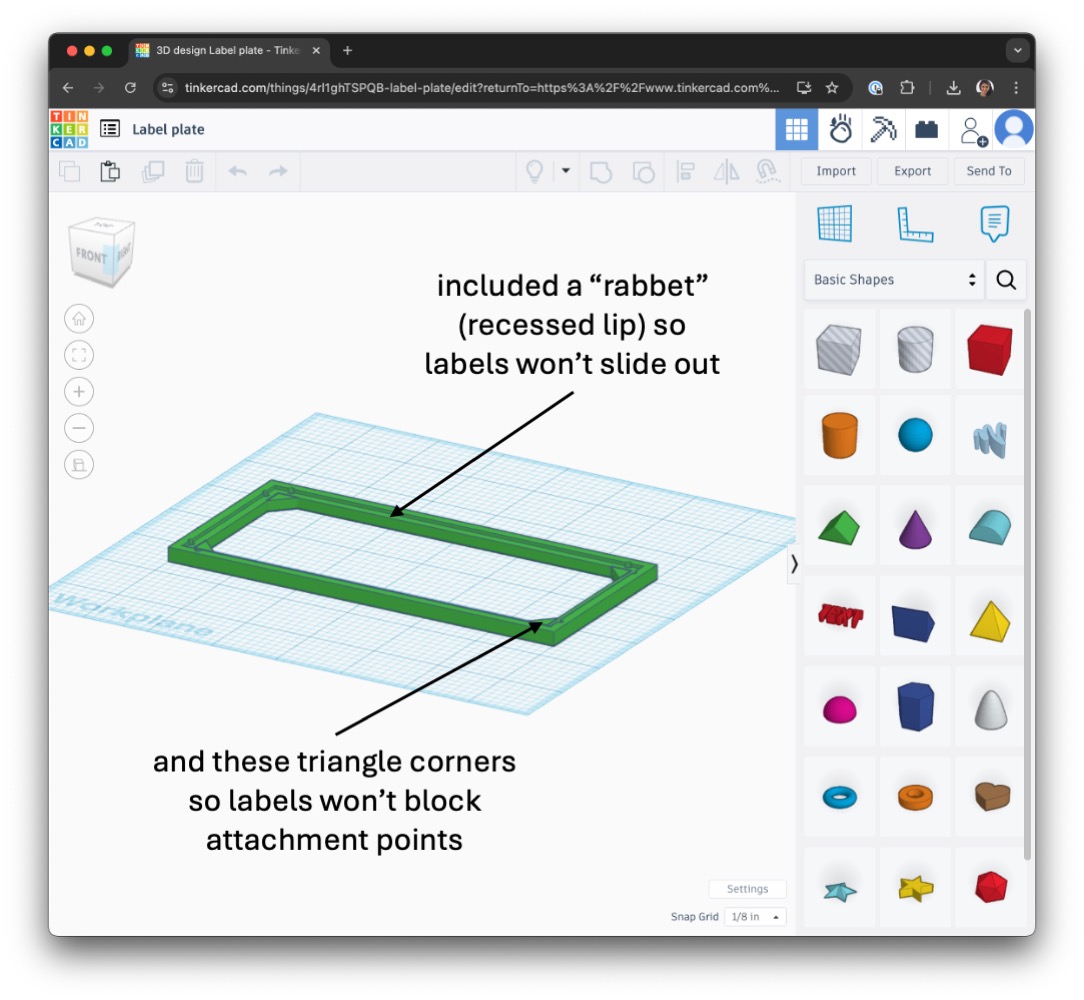 3D design Label plate - Tinke
tinkercad.com/things/4rl1ghTSPQB-label-plate/edit?returnTo=https%3A%2F%2Fwww.tinkercad.com%...
TIN
KER
CAD
Label plate
Import
Export
Send To
FRONT
RIGHT
Basic Shapes
included a “rabbet”
(recessed lip) so
labels won’t slide out
TEXT
Workplane
and these triangle corners
so labels won’t block
attachment points
Settings
Snap Grid
1/8 in